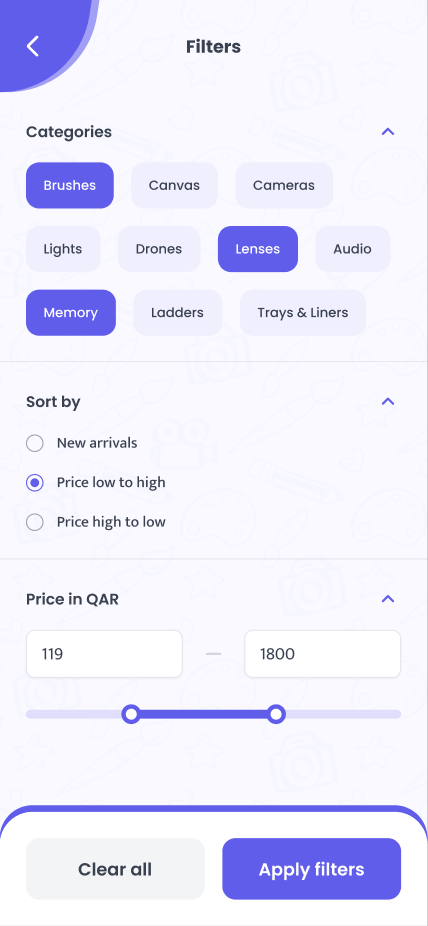 Filters
Categories
Brushes Canvas Cameras
Lights Drones Lenses Audio
Memory Ladders Trays & Liners
Sort by
New arrivals
Price low to high
Price high to low
Price in QAR
119 — 1800
Clear all Apply filters